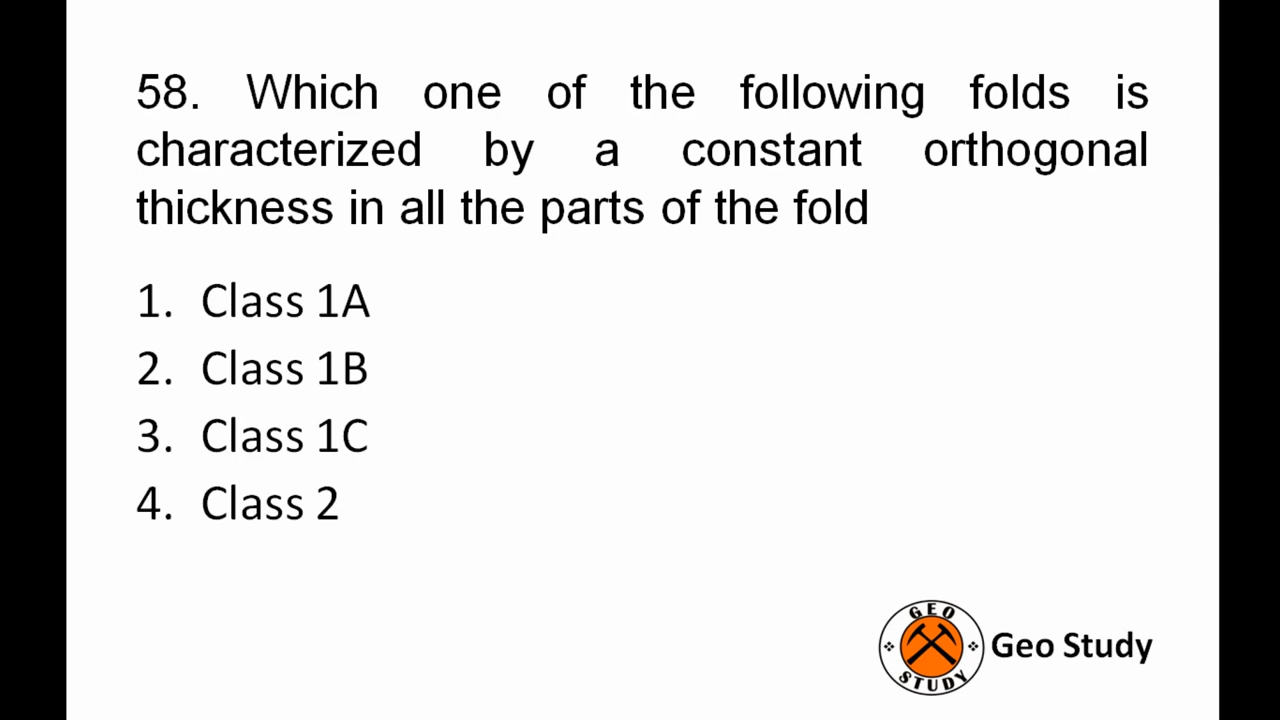 58. Which one of the following folds is
characterized by a constant orthogonal
thickness in all the parts of the fold
1. Class 1A
2. Class 1B
3. Class 1C
4. Class 2
GEO
STUDY
Geo Study